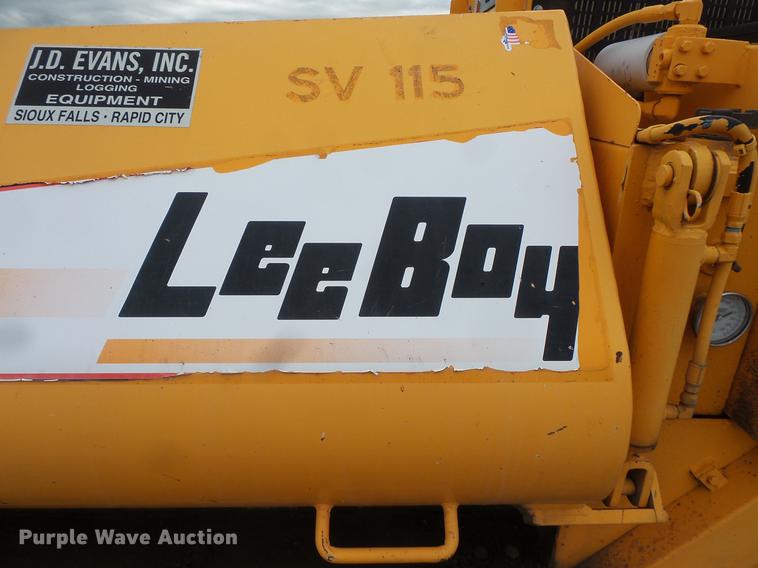 J.D. EVANS, INC.
CONSTRUCTION - MINING
LOGGING
EQUIPMENT
SIOUX FALLS · RAPID CITY
SV 115
LeeBoy
Purple Wave Auction